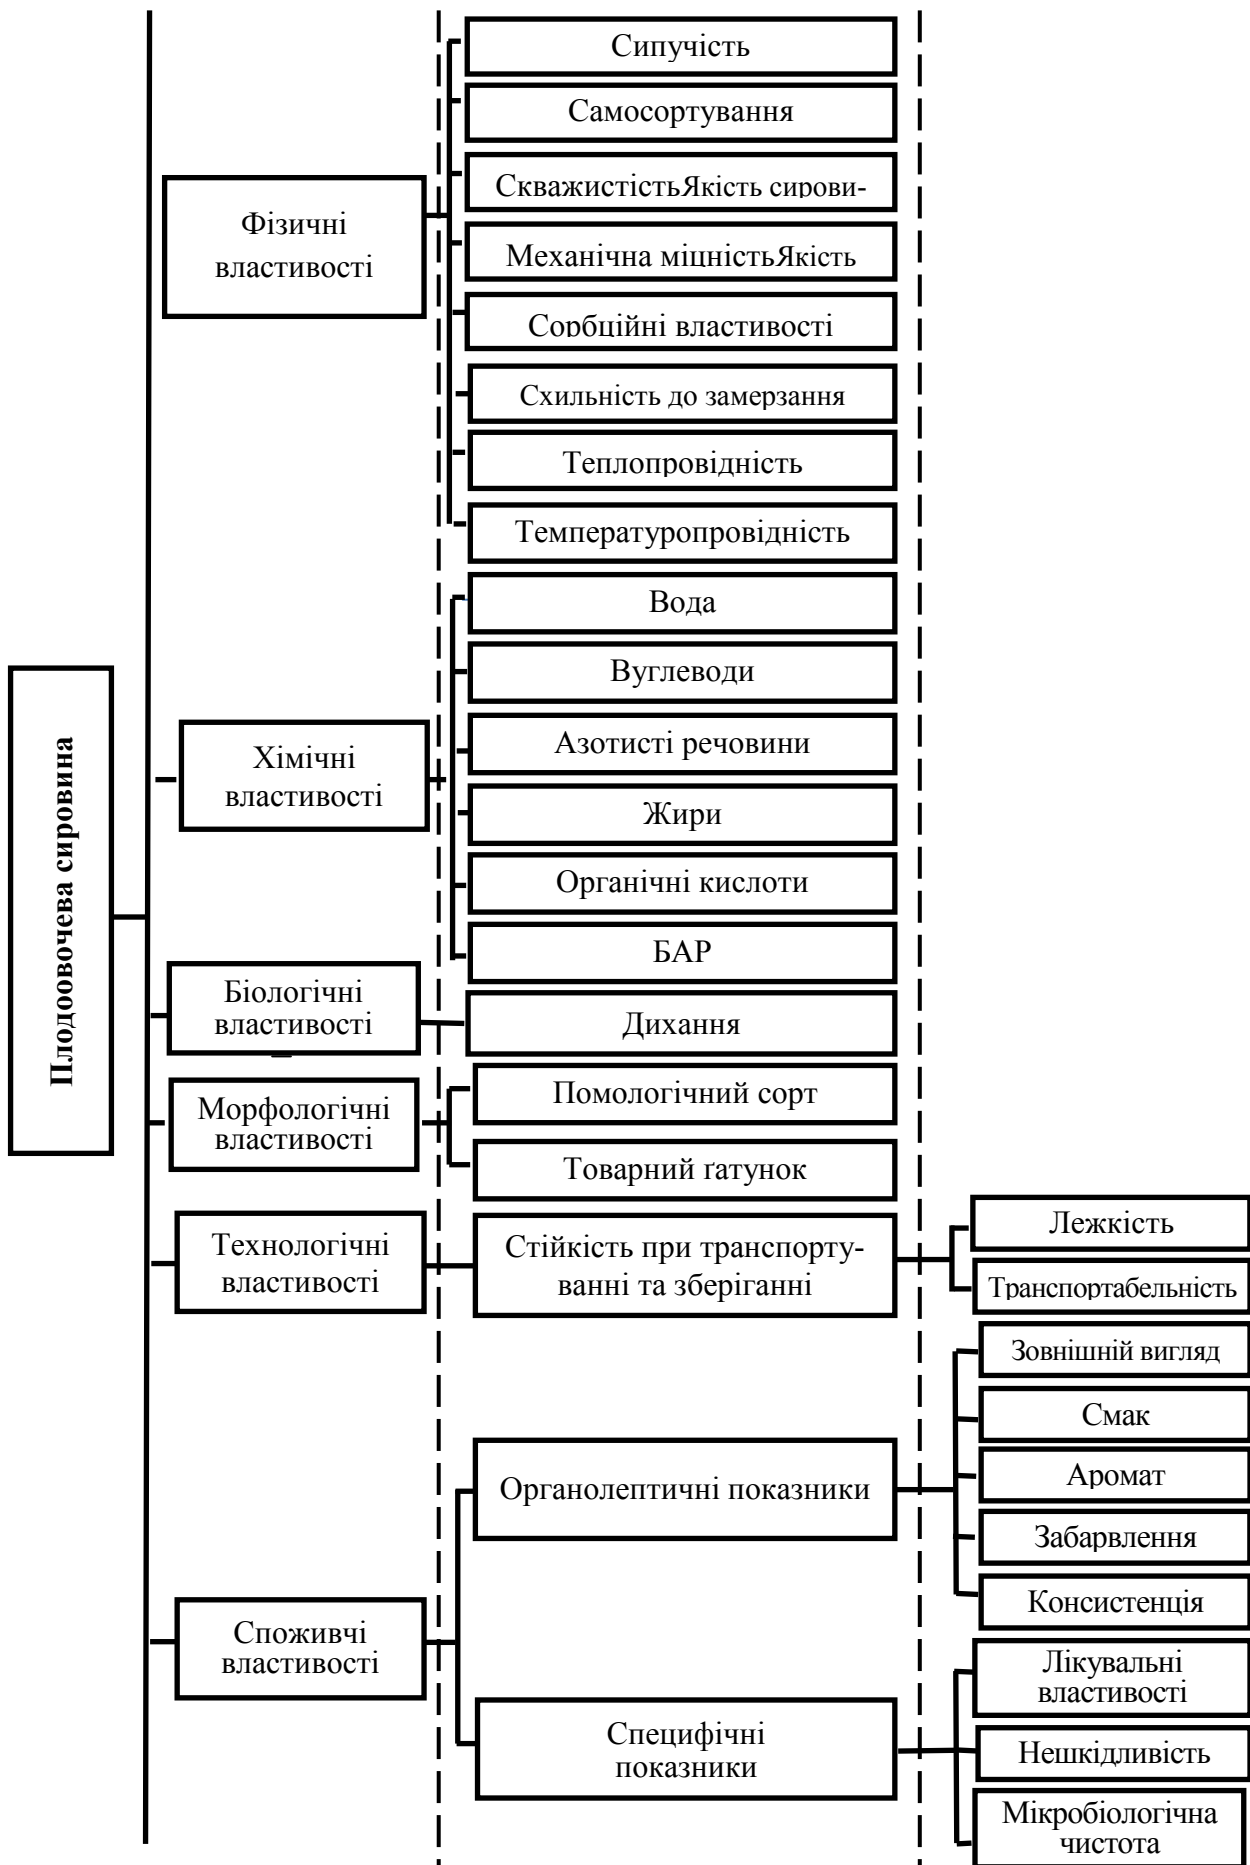 Плодоовочева сировина
Фізичні
властивості
Сипучість
Самосортування
СкважистістьЯкість сирови-
Механічна міцністьЯкість
Сорбційні властивості
Схильність до замерзання
Теплопровідність
Температуропровідність
Хімічні
властивості
Вода
Вуглеводи
Азотисті речовини
Жири
Органічні кислоти
БАР
Біологічні
властивості
Дихання
Морфологічні
властивості
Помологічний сорт
Товарний ґатунок
Технологічні
властивості
Стійкість при транспорту-
ванні та зберіганні
Лежкість
Транспортабельність
Споживчі
властивості
Органолептичні показники
Зовнішній вигляд
Смак
Аромат
Забарвлення
Консистенція
Специфічні
показники
Лікувальні
властивості
Нешкідливість
Мікробіологічна
чистота